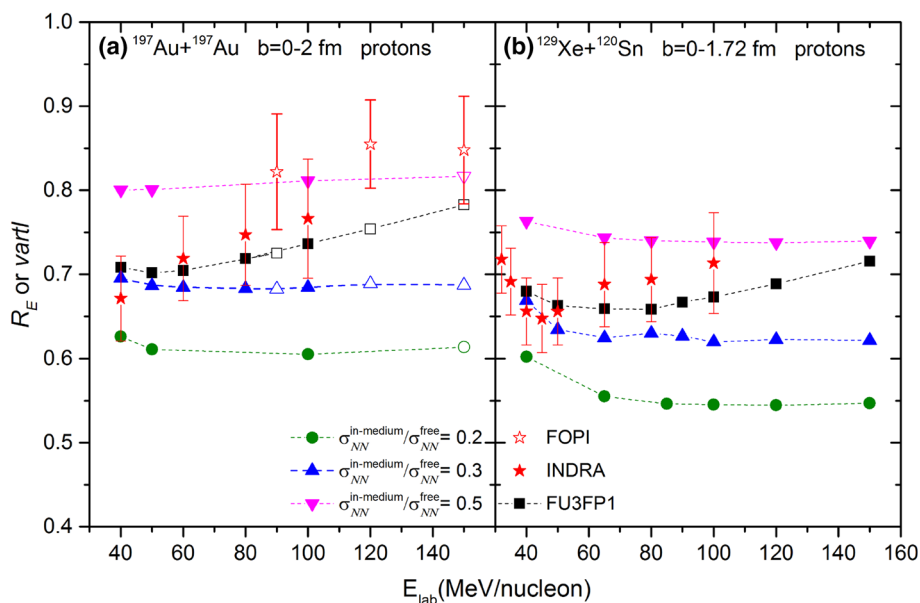 (a) ¹⁹⁷Au+¹⁹⁷Au b=0-2 fm protons
(b) ¹²⁹Xe+¹²⁰Sn b=0-1.72 fm protons
R_E or vartl
1.0
0.9
0.8
0.7
0.6
0.5
0.4
σ_NN^in-medium/σ_NN^free= 0.2
σ_NN^in-medium/σ_NN^free= 0.3
σ_NN^in-medium/σ_NN^free= 0.5
FOPI
INDRA
FU3FP1
40 60 80 100 120 140
40 60 80 100 120 140 160
E_lab(MeV/nucleon)